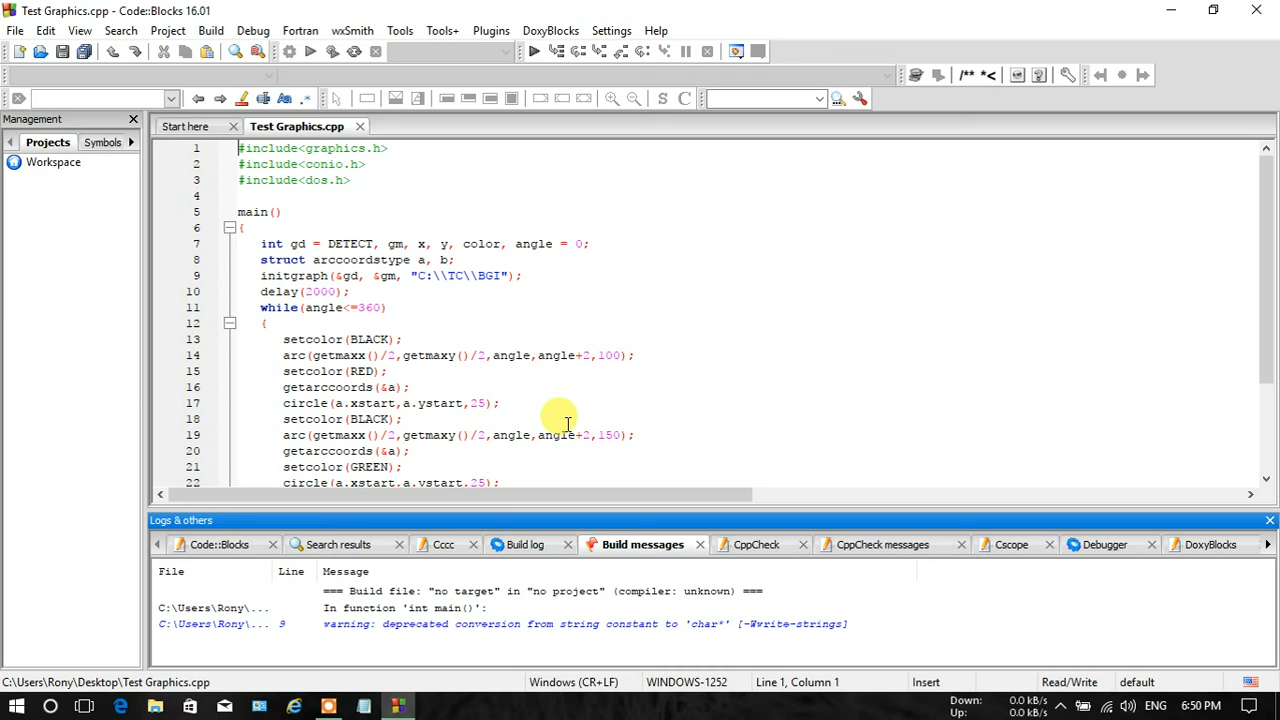 Test Graphics.cpp - Code::Blocks 16.01
File Edit View Search Project Build Debug Fortran wxSmith Tools Tools+ Plugins DoxyBlocks Settings Help
/** *<
S C
Management
Start here
Test Graphics.cpp
Projects Symbols
Workspace
1 #include<graphics.h>
2 #include<conio.h>
3 #include<dos.h>
4
5 main()
6 {
7 int gd = DETECT, gm, x, y, color, angle = 0;
8 struct arccoordstype a, b;
9 initgraph(&gd, &gm, "C:\\TC\\BGI");
10 delay(2000);
11 while(angle<=360)
12 {
13 setcolor(BLACK);
14 arc(getmaxx()/2,getmaxy()/2,angle,angle+2,100);
15 setcolor(RED);
16 getarccoords(&a);
17 circle(a.xstart,a.ystart,25);
18 setcolor(BLACK);
19 arc(getmaxx()/2,getmaxy()/2,angle,angle+2,150);
20 getarccoords(&a);
21 setcolor(GREEN);
22 circle(a.xstart,a.ystart,25);
Logs & others
Code::Blocks Search results Cccc Build log Build messages CppCheck CppCheck messages Cscope Debugger DoxyBlocks
File Line Message
=== Build file: "no target" in "no project" (compiler: unknown) ===
C:\Users\Rony\... In function 'int main()':
C:\Users\Rony\... 9 warning: deprecated conversion from string constant to 'char*' [-Wwrite-strings]
C:\Users\Rony\Desktop\Test Graphics.cpp Windows (CR+LF) WINDOWS-1252 Line 1, Column 1 Insert Read/Write default
Down: 0.0 kB/s
Up: 0.0 kB/s
ENG 6:50 PM